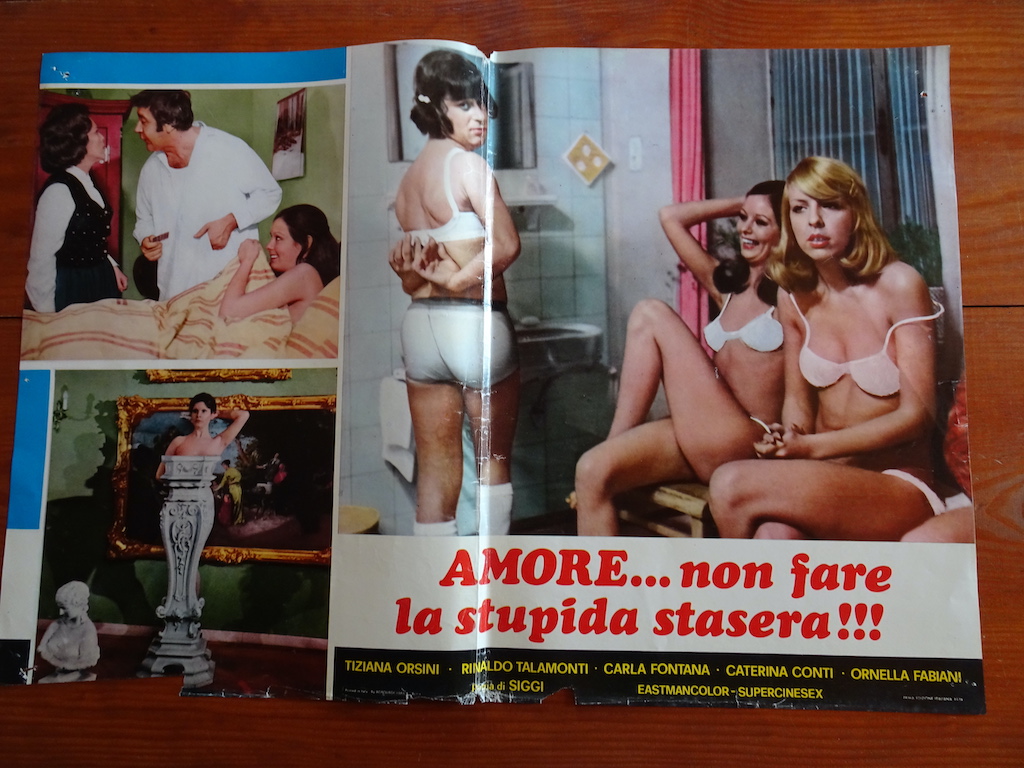 AMORE... non fare
la stupida stasera!!!
TIZIANA ORSINI · RINALDO TALAMONTI · CARLA FONTANA · CATERINA CONTI · ORNELLA FABIANI
di SIGGI EASTMANCOLOR-SUPERCINESEX